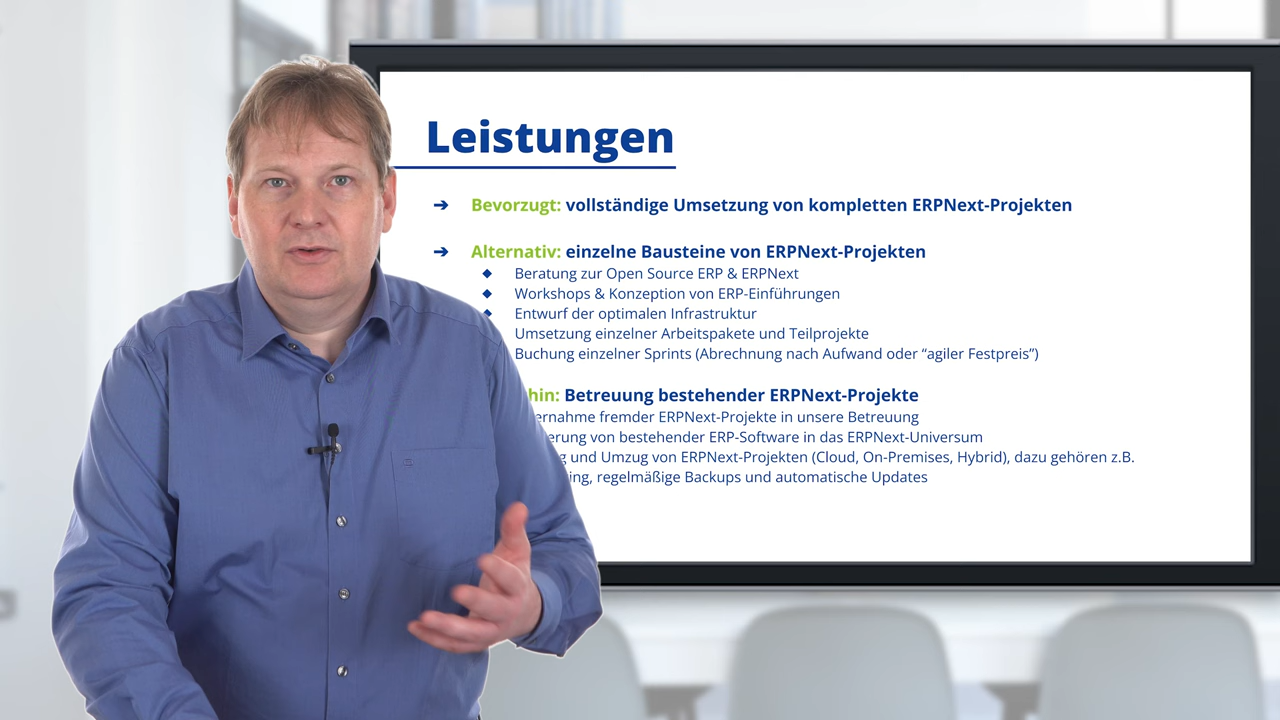 Leistungen
➔ Bevorzugt: vollständige Umsetzung von kompletten ERPNext-Projekten
➔ Alternativ: einzelne Bausteine von ERPNext-Projekten
◆ Beratung zur Open Source ERP & ERPNext
◆ Workshops & Konzeption von ERP-Einführungen
◆ Entwurf der optimalen Infrastruktur
Umsetzung einzelner Arbeitspakete und Teilprojekte
Buchung einzelner Sprints (Abrechnung nach Aufwand oder “agiler Festpreis”)
Betreuung bestehender ERPNext-Projekte
fremder ERPNext-Projekte in unsere Betreuung
von bestehender ERP-Software in das ERPNext-Universum
und Umzug von ERPNext-Projekten (Cloud, On-Premises, Hybrid), dazu gehören z.B.
regelmäßige Backups und automatische Updates